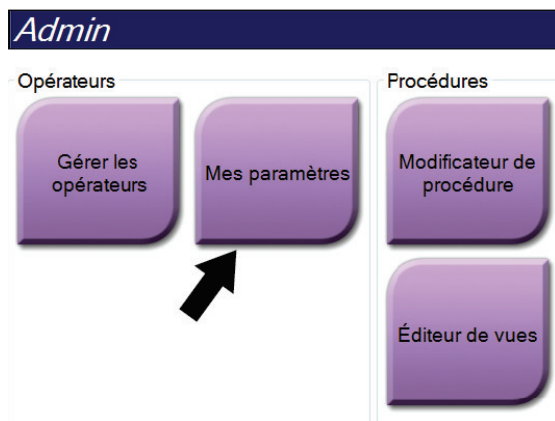 Admin
Opérateurs
Procédures
Gérer les
opérateurs
Mes paramètres
Modificateur de
procédure
Éditeur de vues